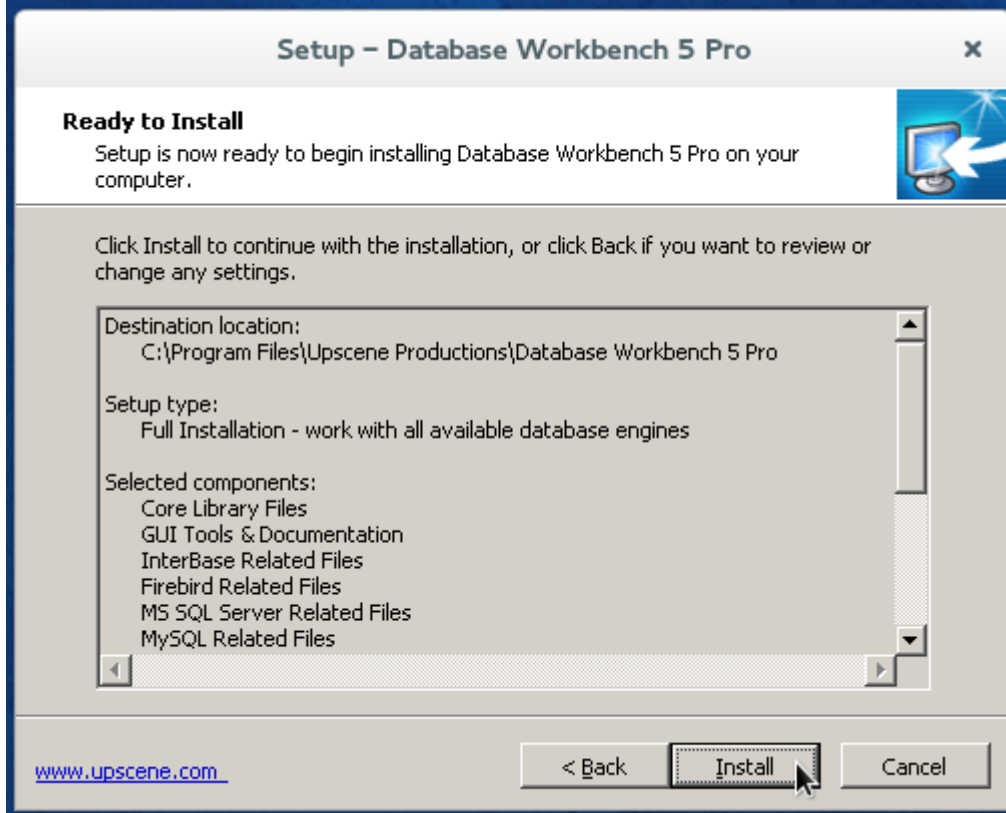 Setup – Database Workbench 5 Pro
Ready to Install
Setup is now ready to begin installing Database Workbench 5 Pro on your
computer.
Click Install to continue with the installation, or click Back if you want to review or
change any settings.
Destination location:
C:\Program Files\Upscene Productions\Database Workbench 5 Pro
Setup type:
Full Installation - work with all available database engines
Selected components:
Core Library Files
GUI Tools & Documentation
InterBase Related Files
Firebird Related Files
MS SQL Server Related Files
MySQL Related Files
www.upscene.com
< Back
Install
Cancel